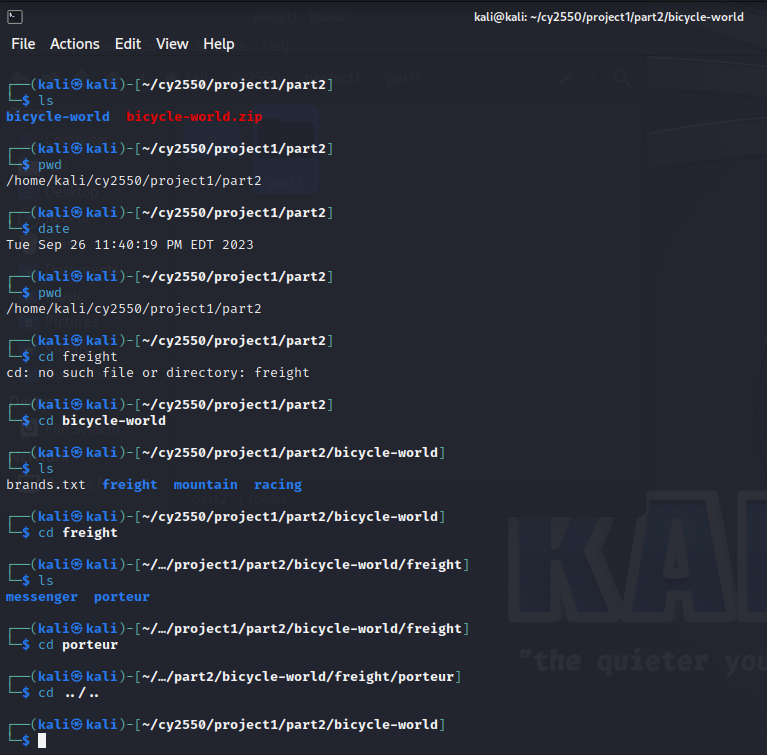 kali@kali: ~/cy2550/project1/part2/bicycle-world
File Actions Edit View Help
┌──(kali㉿kali)-[~/cy2550/project1/part2]
└─$ ls
bicycle-world  bicycle-world.zip
┌──(kali㉿kali)-[~/cy2550/project1/part2]
└─$ pwd
/home/kali/cy2550/project1/part2
┌──(kali㉿kali)-[~/cy2550/project1/part2]
└─$ date
Tue Sep 26 11:40:19 PM EDT 2023
┌──(kali㉿kali)-[~/cy2550/project1/part2]
└─$ pwd
/home/kali/cy2550/project1/part2
┌──(kali㉿kali)-[~/cy2550/project1/part2]
└─$ cd freight
cd: no such file or directory: freight
┌──(kali㉿kali)-[~/cy2550/project1/part2]
└─$ cd bicycle-world
┌──(kali㉿kali)-[~/cy2550/project1/part2/bicycle-world]
└─$ ls
brands.txt  freight  mountain  racing
┌──(kali㉿kali)-[~/cy2550/project1/part2/bicycle-world]
└─$ cd freight
┌──(kali㉿kali)-[~/…/project1/part2/bicycle-world/freight]
└─$ ls
messenger  porteur
┌──(kali㉿kali)-[~/…/project1/part2/bicycle-world/freight]
└─$ cd porteur
┌──(kali㉿kali)-[~/…/part2/bicycle-world/freight/porteur]
└─$ cd ../..
┌──(kali㉿kali)-[~/cy2550/project1/part2/bicycle-world]
└─$
"the quieter you